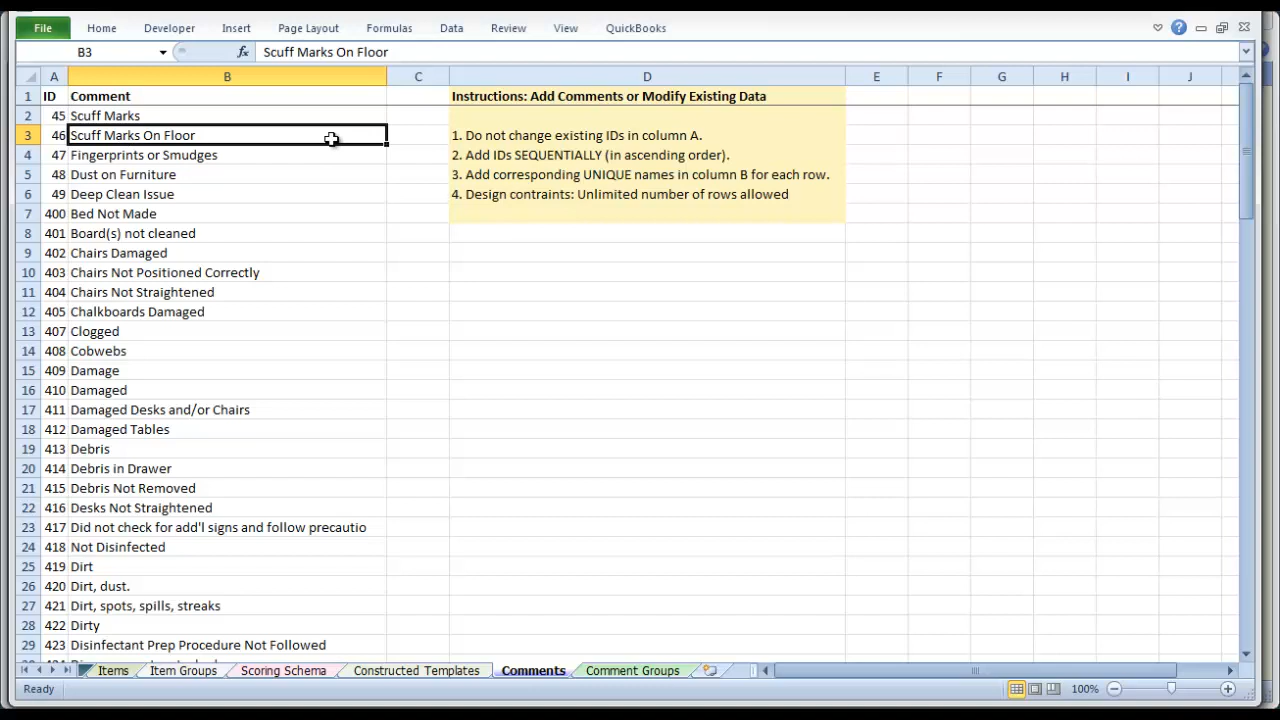 File Home Developer Insert Page Layout Formulas Data Review View QuickBooks
B3 fx Scuff Marks On Floor
A B C D E F G H I J
1 ID Comment Instructions: Add Comments or Modify Existing Data
2 45 Scuff Marks
3 46 Scuff Marks On Floor 1. Do not change existing IDs in column A.
4 47 Fingerprints or Smudges 2. Add IDs SEQUENTIALLY (in ascending order).
5 48 Dust on Furniture 3. Add corresponding UNIQUE names in column B for each row.
6 49 Deep Clean Issue 4. Design contraints: Unlimited number of rows allowed
7 400 Bed Not Made
8 401 Board(s) not cleaned
9 402 Chairs Damaged
10 403 Chairs Not Positioned Correctly
11 404 Chairs Not Straightened
12 405 Chalkboards Damaged
13 407 Clogged
14 408 Cobwebs
15 409 Damage
16 410 Damaged
17 411 Damaged Desks and/or Chairs
18 412 Damaged Tables
19 413 Debris
20 414 Debris in Drawer
21 415 Debris Not Removed
22 416 Desks Not Straightened
23 417 Did not check for add'l signs and follow precautio
24 418 Not Disinfected
25 419 Dirt
26 420 Dirt, dust.
27 421 Dirt, spots, spills, streaks
28 422 Dirty
29 423 Disinfectant Prep Procedure Not Followed
Items Item Groups Scoring Schema Constructed Templates Comments Comment Groups
Ready 100%